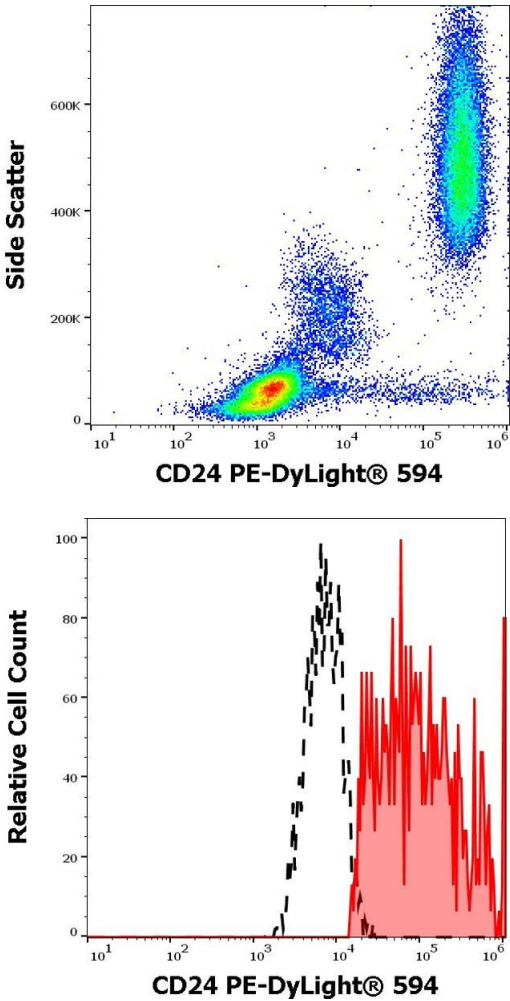 Side Scatter
600K
400K
200K
0
10¹ 10² 10³ 10⁴ 10⁵ 10⁶
CD24 PE-DyLight® 594
Relative Cell Count
100
80
60
40
20
0
10¹ 10² 10³ 10⁴ 10⁵ 10⁶
CD24 PE-DyLight® 594